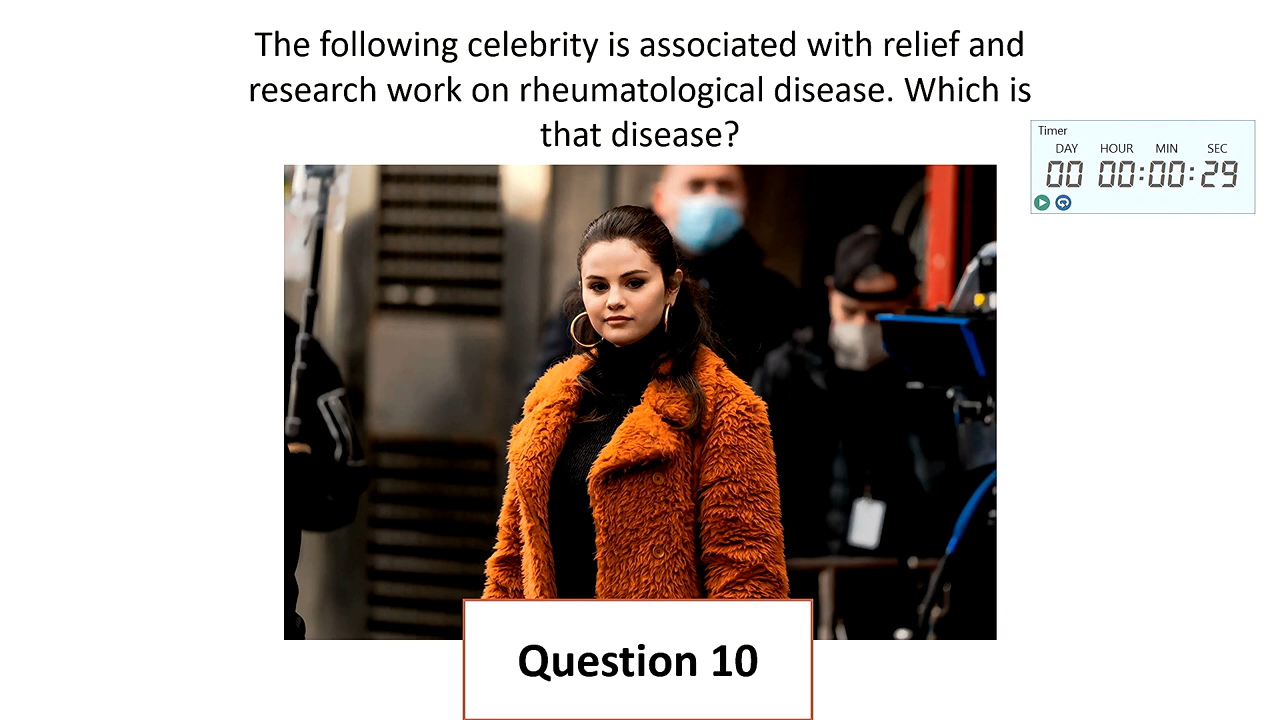 The following celebrity is associated with relief and
research work on rheumatological disease. Which is
that disease?
Timer
DAY HOUR MIN SEC
00 00:00:29
Question 10